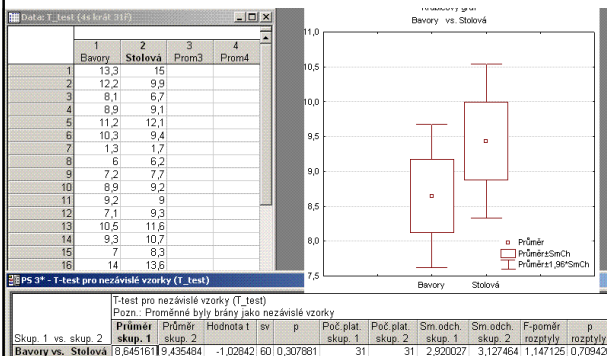 Data: T_test (4s krát 31ř)
1 2 3 4
Bavory Stolová Prom3 Prom4
1 13,3 15
2 12,2 9,9
3 8,1 6,7
4 8,9 9,1
5 11,2 12,1
6 10,3 9,4
7 1,3 1,7
8 6 6,2
9 7,2 7,7
10 8,9 9,2
11 9,2 9
12 7,1 9,3
13 10,5 11,6
14 9,3 10,7
15 7 8,3
16 14 13,6
Krabicový graf
Bavory vs. Stolová
11,0
10,5
10,0
9,5
9,0
8,5
8,0
7,5
Bavory Stolová
Průměr
Průměr±SmCh
Průměr±1,96*SmCh
PS 3* - T-test pro nezávislé vzorky (T_test)
T-test pro nezávislé vzorky (T_test)
Pozn.: Proměnné byly brány jako nezávislé vzorky
Skup. 1 vs. skup. 2 Průměr skup. 1 Průměr skup. 2 Hodnota t sv p Poč.plat. skup. 1 Poč.plat. skup. 2 Sm.odch. skup. 1 Sm.odch. skup. 2 F-poměr rozptyly p rozptyly
Bavory vs. Stolová 8,645161 9,435484 -1,02842 60 0,307881 31 31 2,920027 3,127464 1,147125 0,709420